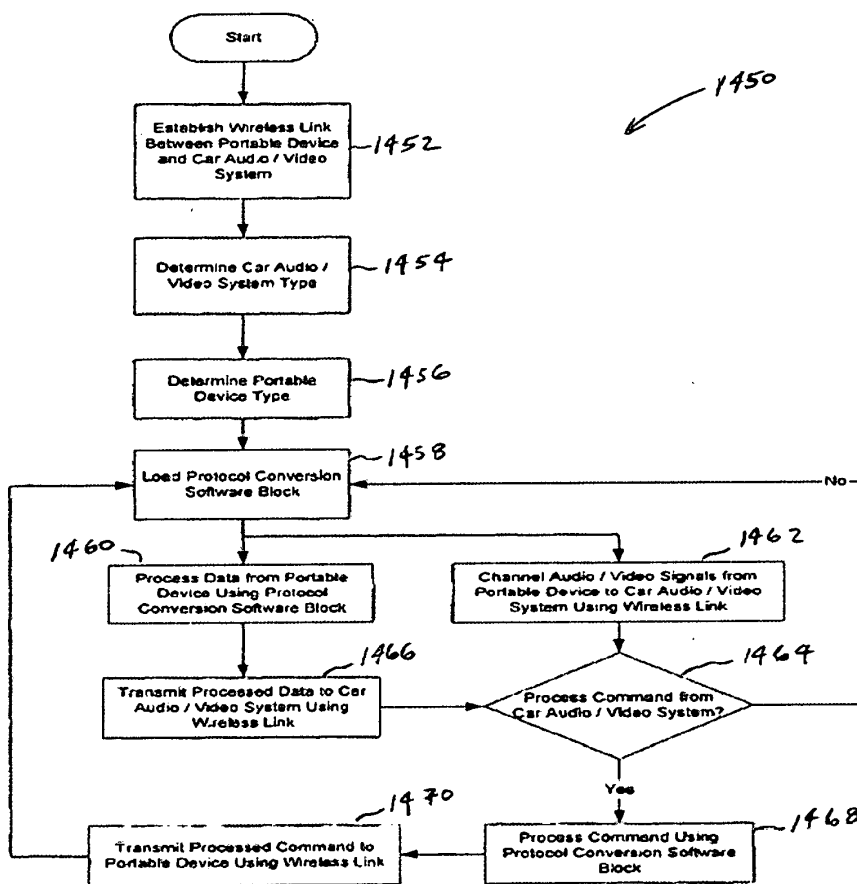 Start
1450
Establish Wireless Link
Between Portable Device
and Car Audio / Video
System
1452
Determine Car Audio /
Video System Type
1454
Determine Portable
Device Type
1456
Load Protocol Conversion
Software Block
1458
No
1460
Process Data from Portable
Device Using Protocol
Conversion Software Block
1462
Channel Audio / Video Signals from
Portable Device to Car Audio / Video
System Using Wireless Link
1466
Transmit Processed Data to Car
Audio / Video System Using
Wireless Link
1464
Process Command from
Car Audio / Video System?
Yes
1470
Transmit Processed Command to
Portable Device Using Wireless Link
1468
Process Command Using
Protocol Conversion Software
Block